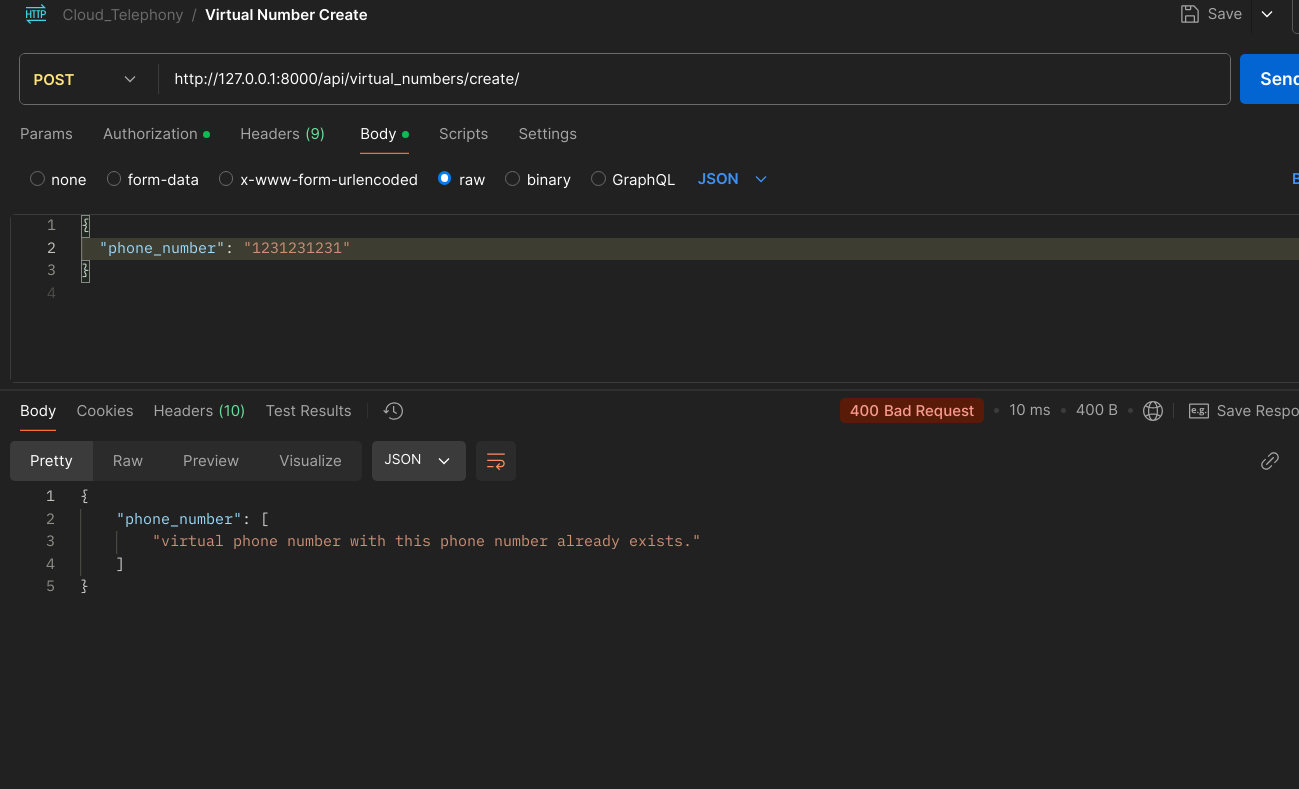 HTTP Cloud_Telephony / Virtual Number Create Save
POST http://127.0.0.1:8000/api/virtual_numbers/create/ Send
Params Authorization Headers (9) Body Scripts Settings
none form-data x-www-form-urlencoded raw binary GraphQL JSON B
1 {
2 "phone_number": "1231231231"
3 }
4
Body Cookies Headers (10) Test Results 400 Bad Request • 10 ms • 400 B • e.g. Save Respo
Pretty Raw Preview Visualize JSON
1 {
2 "phone_number": [
3 "virtual phone number with this phone number already exists."
4 ]
5 }